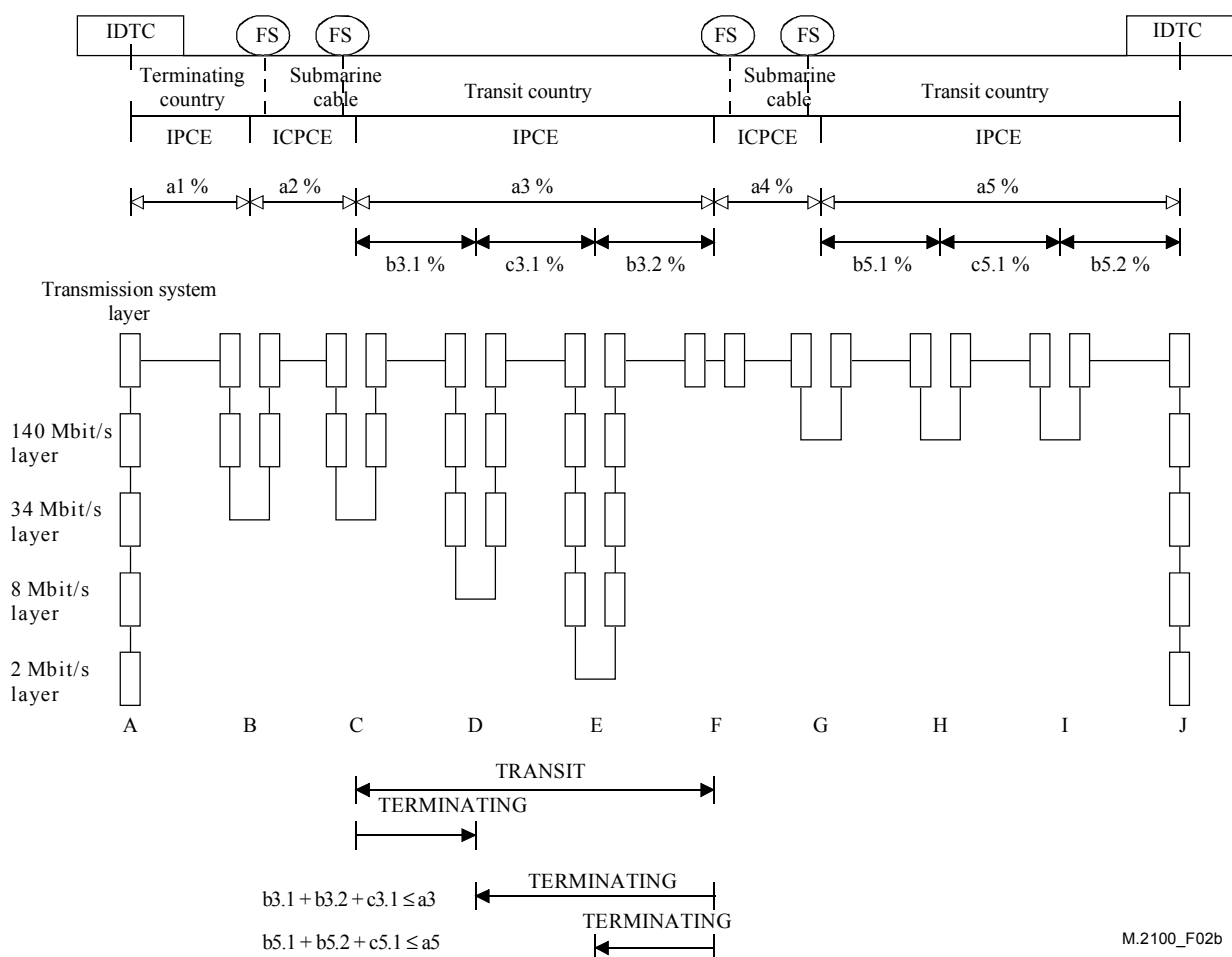 IDTC
FS
FS
FS
FS
IDTC
Terminating
country
Submarine
cable
Transit country
Submarine
cable
Transit country
IPCE
ICPCE
IPCE
ICPCE
IPCE
a1 %
a2 %
a3 %
a4 %
a5 %
b3.1 %
c3.1 %
b3.2 %
b5.1 %
c5.1 %
b5.2 %
Transmission system
layer
140 Mbit/s
layer
34 Mbit/s
layer
8 Mbit/s
layer
2 Mbit/s
layer
A B C D E F G H I J
TRANSIT
TERMINATING
TERMINATING
b3.1 + b3.2 + c3.1 ≤ a3
TERMINATING
b5.1 + b5.2 + c5.1 ≤ a5
M.2100_F02b